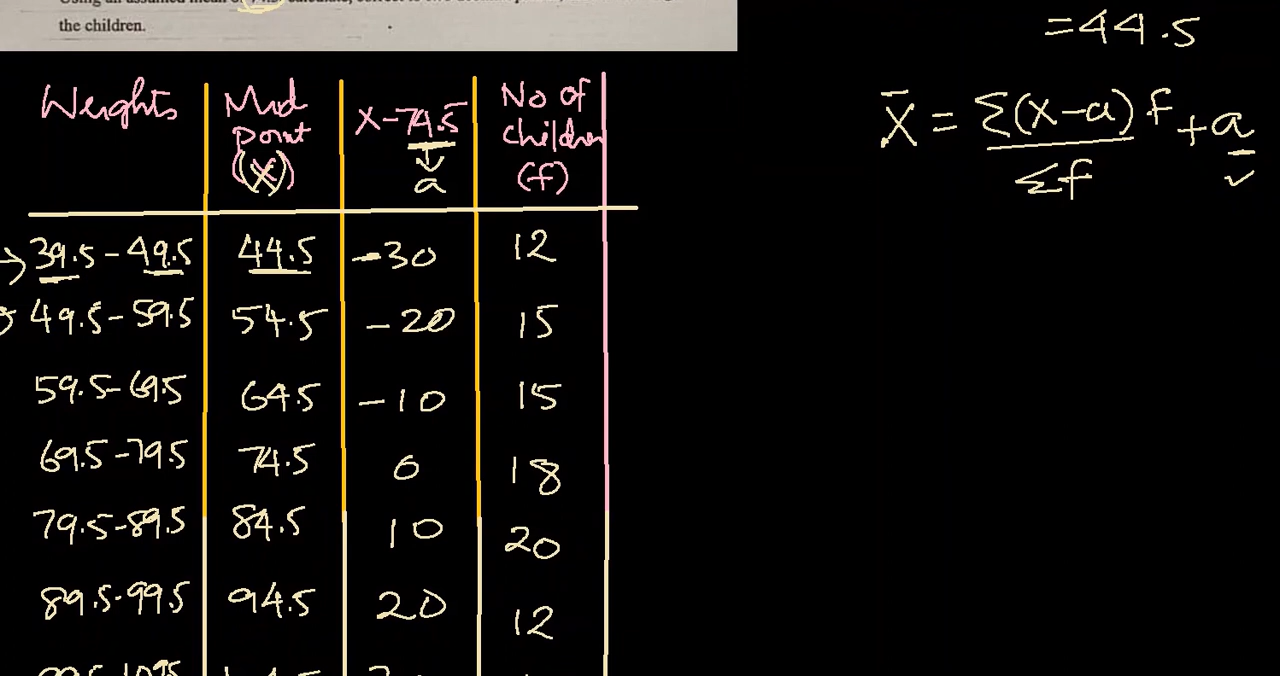 the children.
=44.5
X̄ = Σ(x-a) f + a
Σf
Weights
Mid point (X)
X-74.5
a
No of children (f)
39.5-49.5 44.5 -30 12
49.5-59.5 54.5 -20 15
59.5-69.5 64.5 -10 15
69.5-79.5 74.5 0 18
79.5-89.5 84.5 10 20
89.5-99.5 94.5 20 12